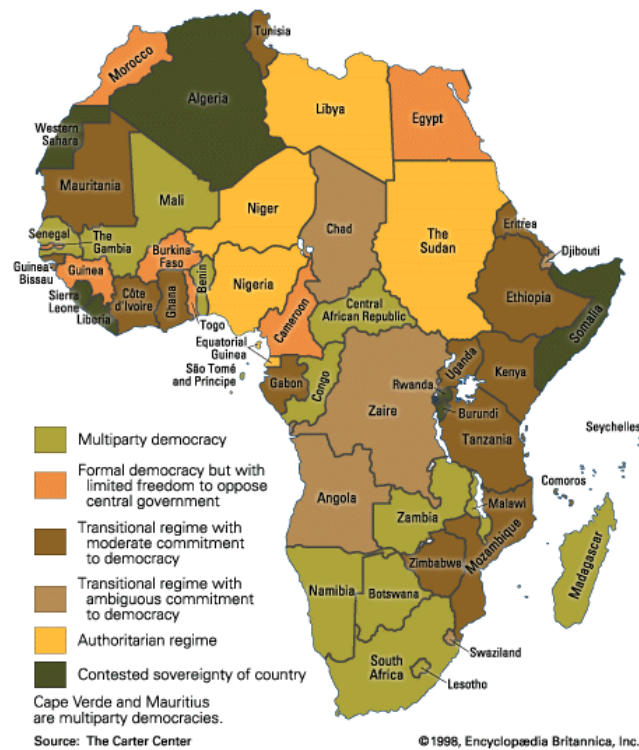 Tunisia
Morocco
Algeria
Libya
Egypt
Western
Sahara
Mauritania
Mali
Niger
Chad
The
Sudan
Eritrea
Djibouti
Senegal
The
Gambia
Guinea
Bissau
Guinea
Burkina
Faso
Benin
Nigeria
Sierra
Leone
Liberia
Côte
d'Ivoire
Ghana
Togo
Cameroon
Central
African Republic
Ethiopia
Somalia
Equatorial
Guinea
São Tomé
and Príncipe
Gabon
Congo
Zaire
Uganda
Kenya
Rwanda
Burundi
Tanzania
Seychelles
Comoros
Angola
Zambia
Malawi
Mozambique
Zimbabwe
Madagascar
Namibia
Botswana
Swaziland
South
Africa
Lesotho
Multiparty democracy
Formal democracy but with
limited freedom to oppose
central government
Transitional regime with
moderate commitment
to democracy
Transitional regime with
ambiguous commitment
to democracy
Authoritarian regime
Contested sovereignty of country
Cape Verde and Mauritius
are multiparty democracies.
Source: The Carter Center
©1998, Encyclopædia Britannica, Inc.